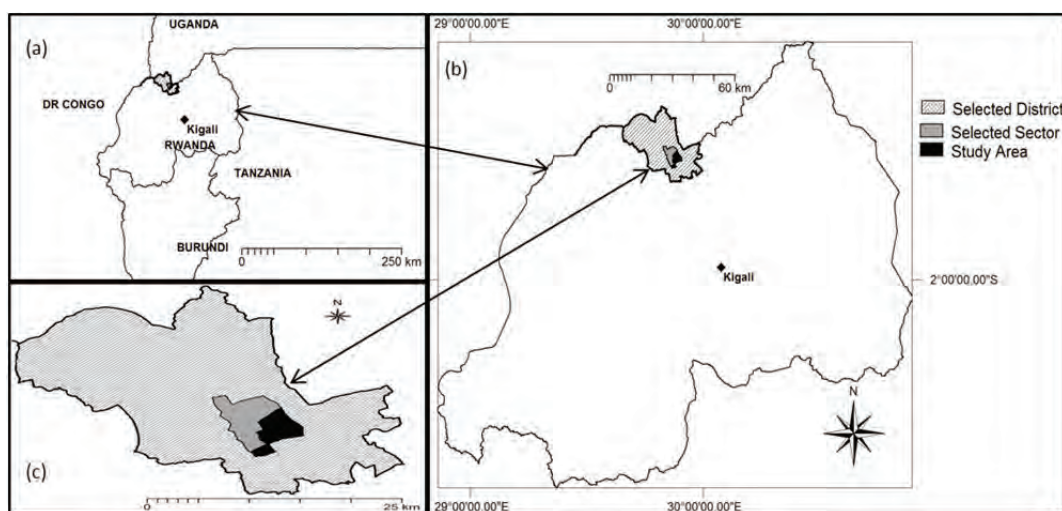 (a)
UGANDA
DR CONGO
Kigali
RWANDA
TANZANIA
BURUNDI
0 250 km
29°00'00.00"E 30°00'00.00"E
(b)
0 60 km
Selected District
Selected Sector
Study Area
Kigali
2°00'00.00"S
N
29°00'00.00"E 30°00'00.00"E
N
(c)
0 25 km